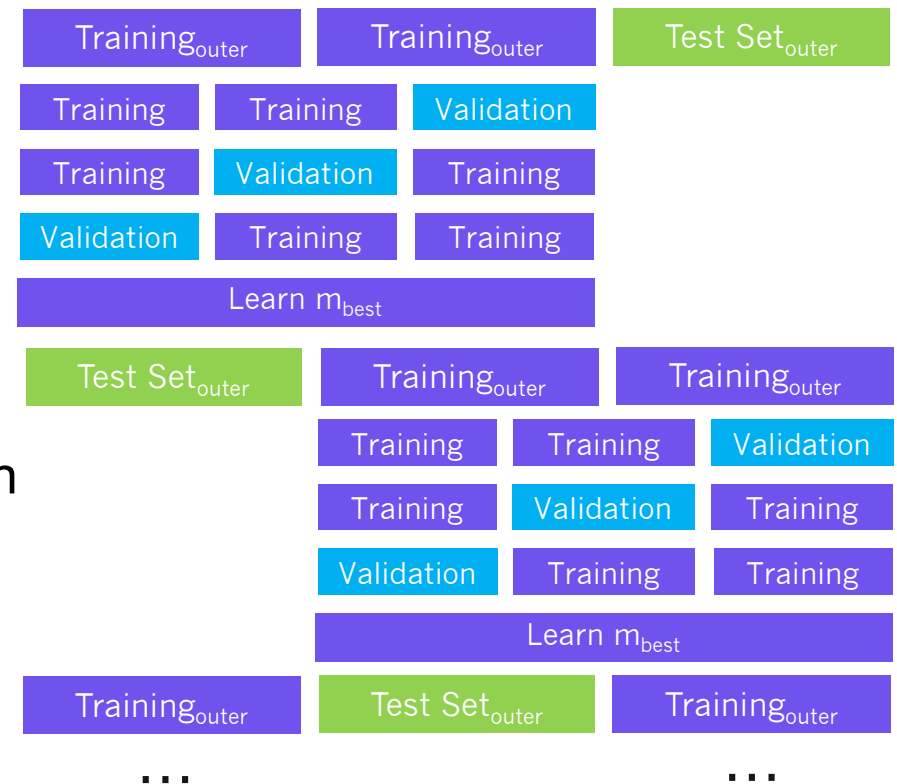 Training_outer Training_outer Test Set_outer
Training Training Validation
Training Validation Training
Validation Training Training
Learn m_best
Test Set_outer Training_outer Training_outer
Training Training Validation
n
Training Validation Training
Validation Training Training
Learn m_best
Training_outer Test Set_outer Training_outer
... ...